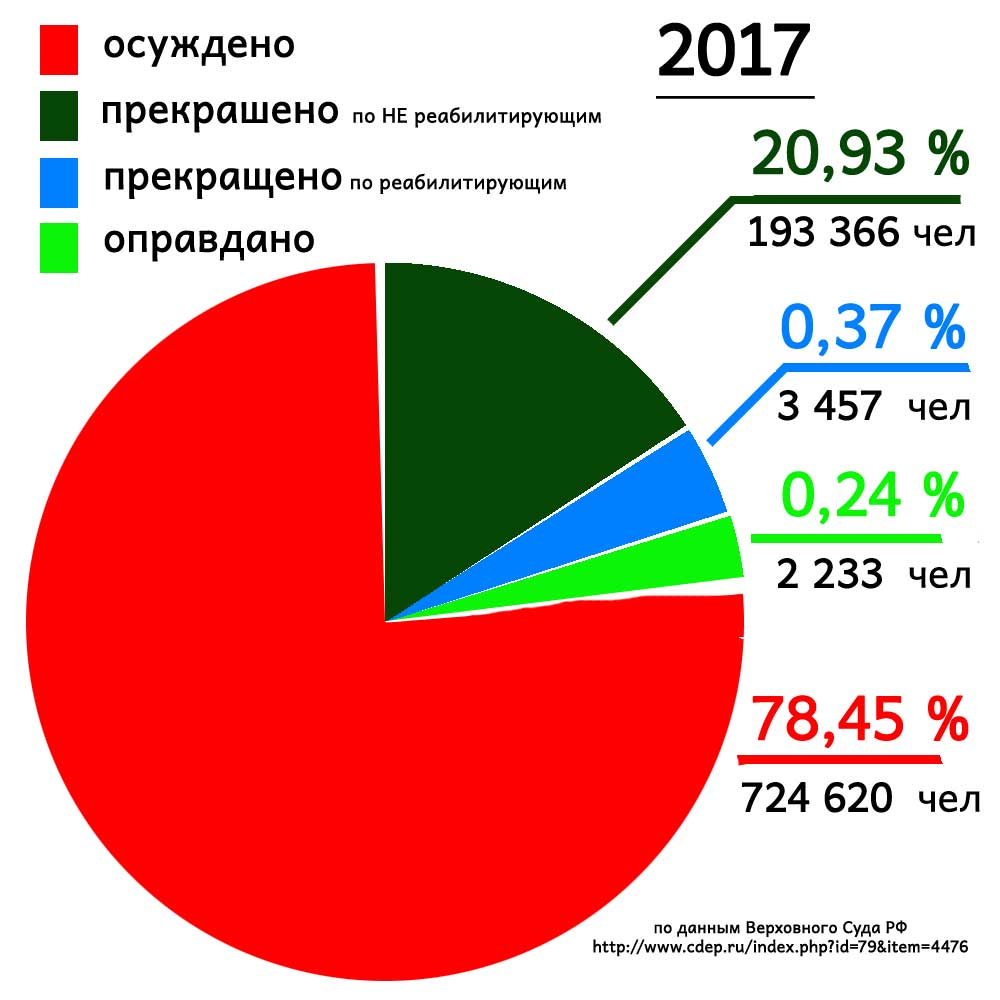 осуждено
прекрашено по НЕ реабилитирующим
прекращено по реабилитирующим
оправдано
2017
20,93 %
193 366 чел
0,37 %
3 457 чел
0,24 %
2 233 чел
78,45 %
724 620 чел
по данным Верховного Суда РФ
http://www.cdep.ru/index.php?id=79&item=4476